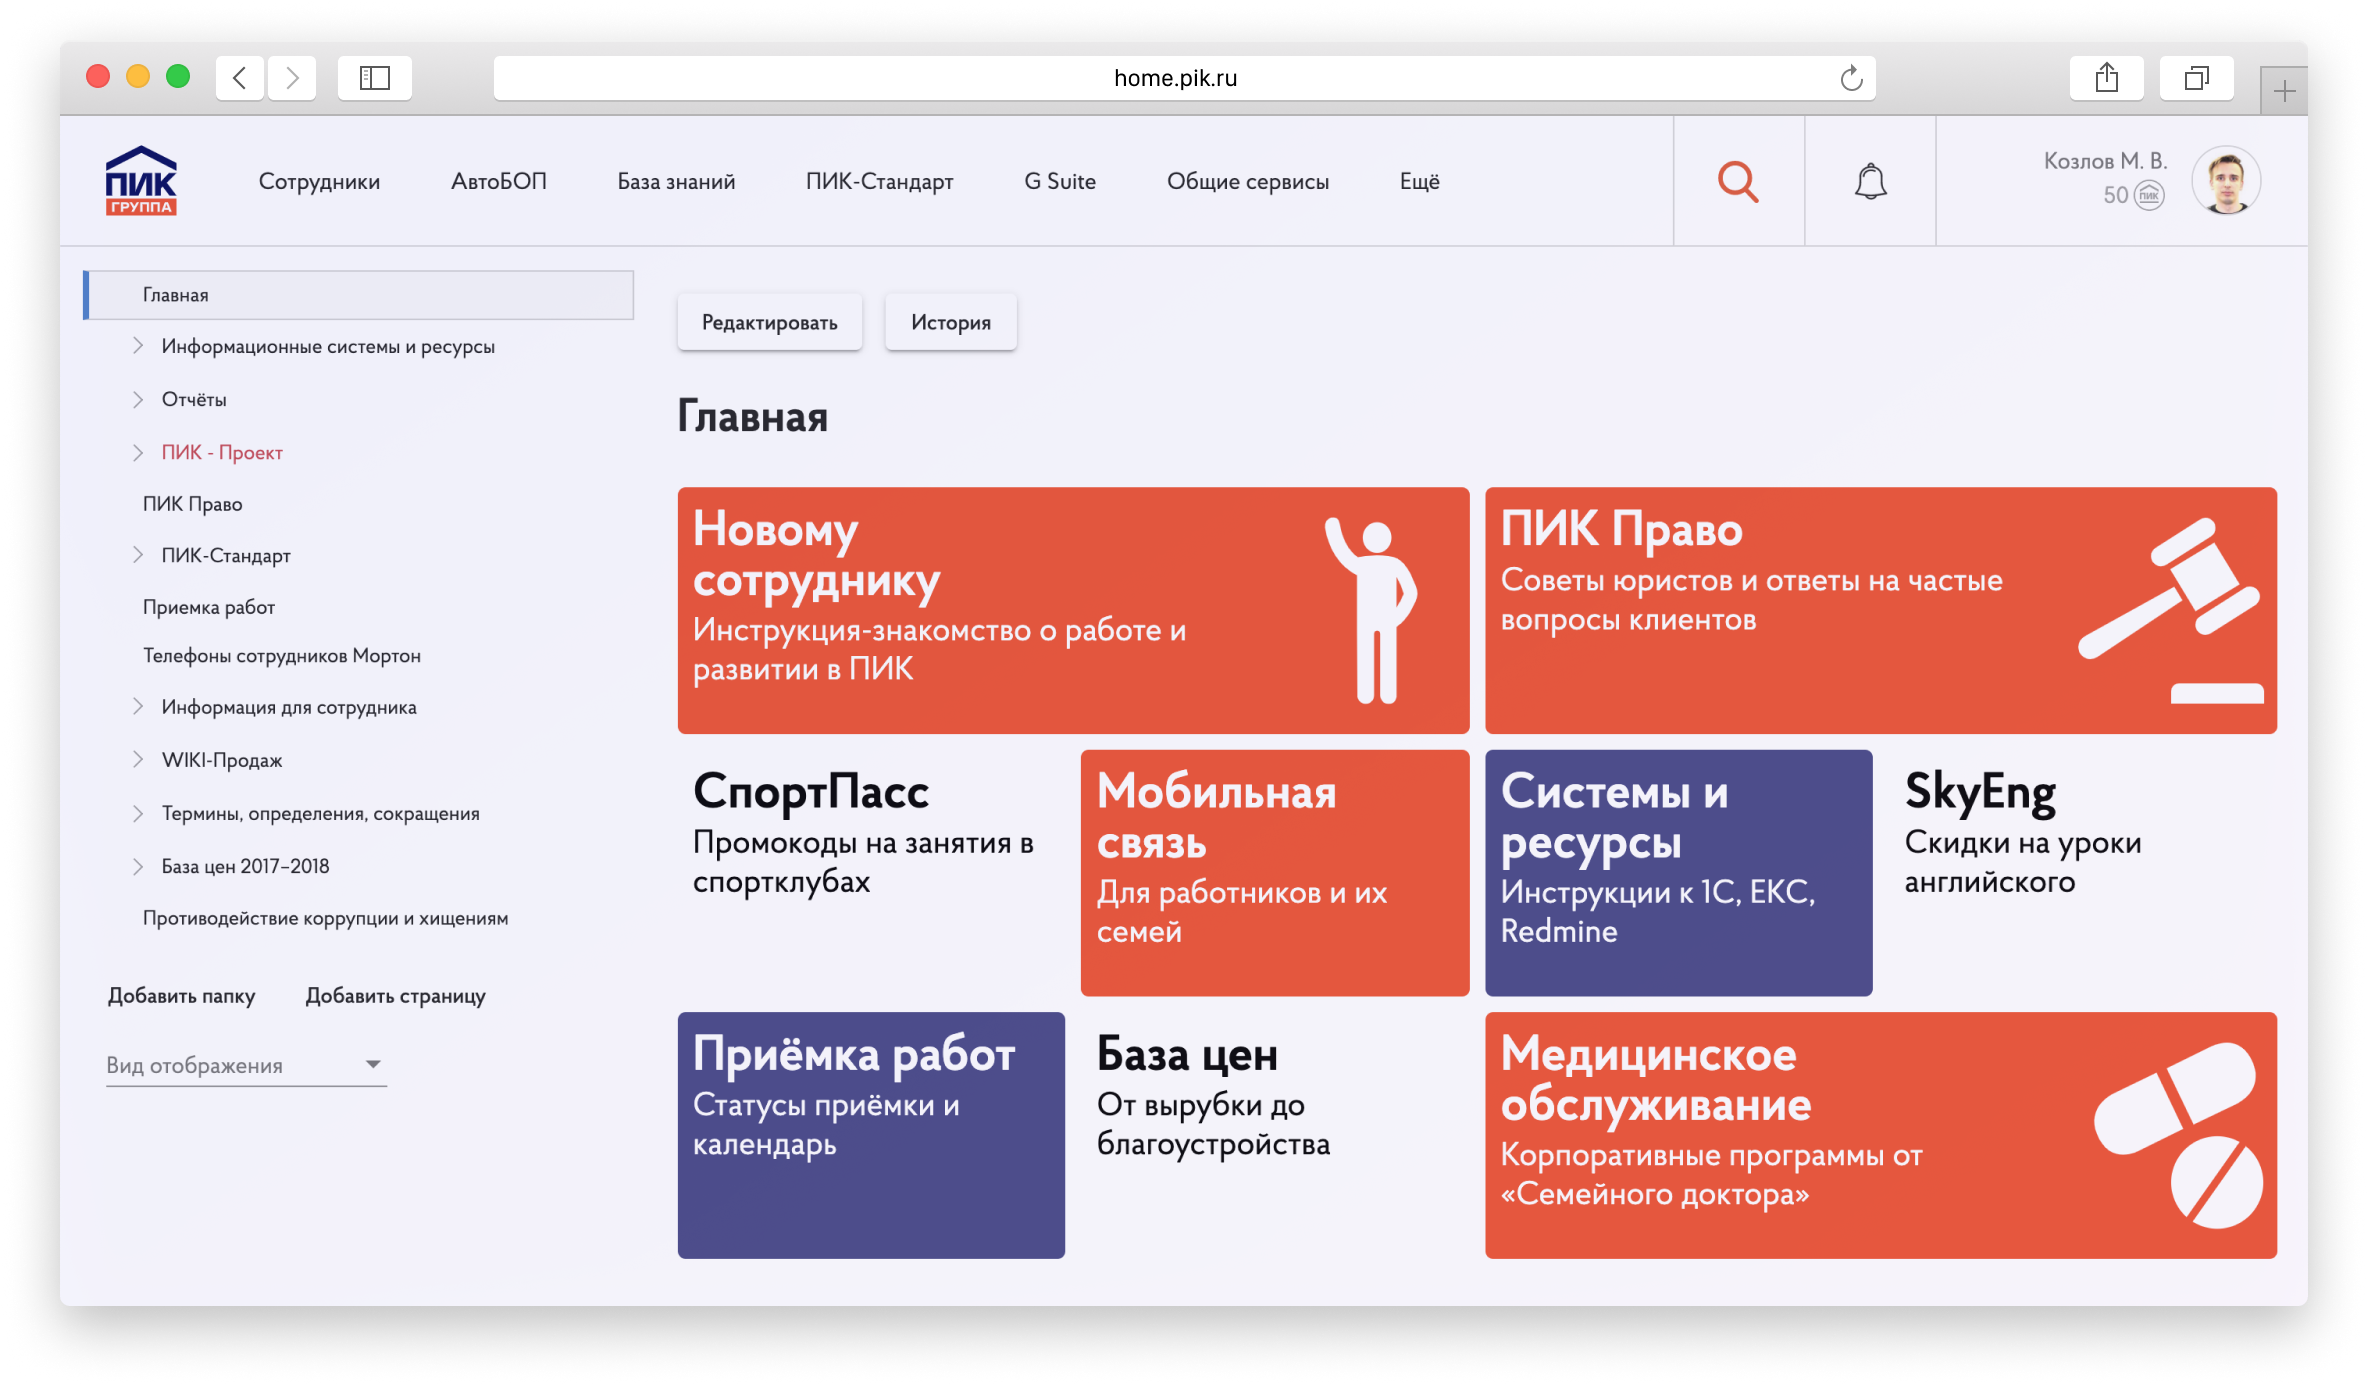 home.pik.ru
ПИК
ГРУППА
Сотрудники
АвтоБОП
База знаний
ПИК-Стандарт
G Suite
Общие сервисы
Ещё
Козлов М. В.
50 ПИК
Главная
Информационные системы и ресурсы
Отчёты
ПИК - Проект
ПИК Право
ПИК-Стандарт
Приемка работ
Телефоны сотрудников Мортон
Информация для сотрудника
WIKI-Продаж
Термины, определения, сокращения
База цен 2017–2018
Противодействие коррупции и хищениям
Добавить папку
Добавить страницу
Вид отображения
Редактировать
История
Главная
Новому
сотруднику
Инструкция-знакомство о работе и
развитии в ПИК
ПИК Право
Советы юристов и ответы на частые
вопросы клиентов
СпортПасс
Промокоды на занятия в
спортклубах
Мобильная
связь
Для работников и их
семей
Системы и
ресурсы
Инструкции к 1С, ЕКС,
Redmine
SkyEng
Скидки на уроки
английского
Приёмка работ
Статусы приёмки и
календарь
База цен
От вырубки до
благоустройства
Медицинское
обслуживание
Корпоративные программы от
«Семейного доктора»